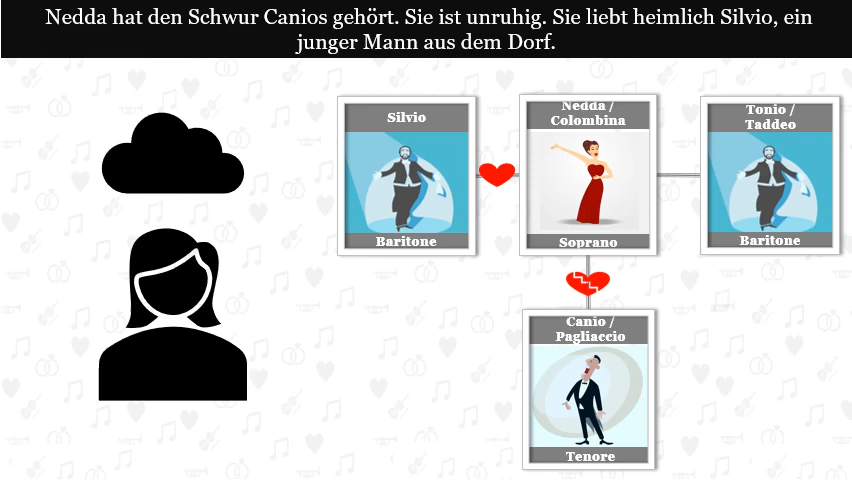 Nedda hat den Schwur Canios gehört. Sie ist unruhig. Sie liebt heimlich Silvio, ein
junger Mann aus dem Dorf.
Silvio
Baritone
Nedda /
Colombina
Soprano
Tonio /
Taddeo
Baritone
Canio /
Pagliaccio
Tenore